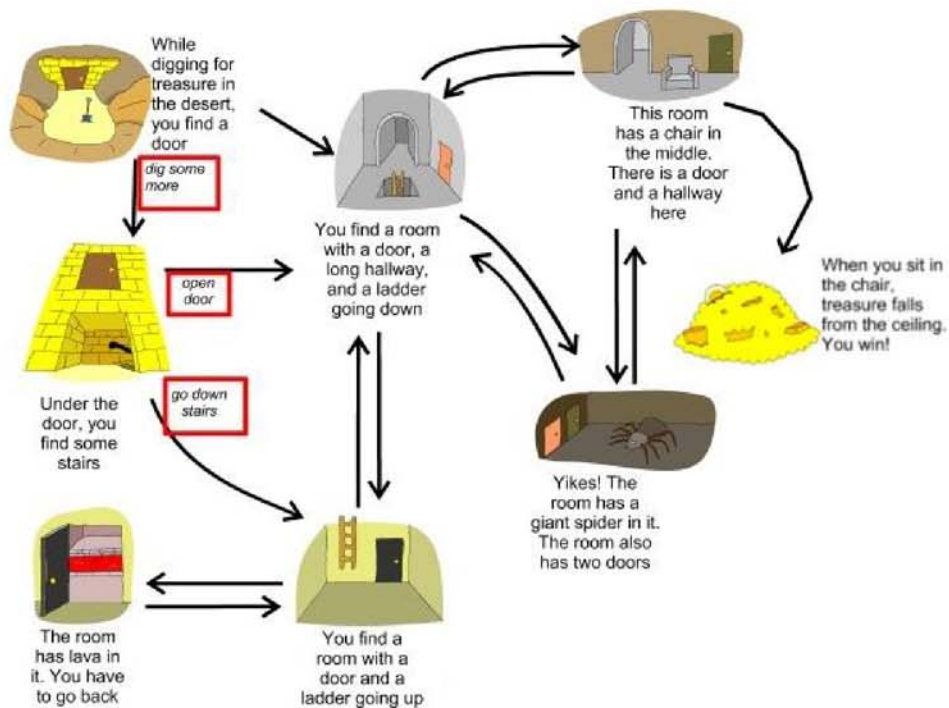 While
digging for
treasure in
the desert,
you find a
door
dig some
more
This room
has a chair in
the middle.
There is a door
and a hallway
here
You find a room
with a door, a
long hallway,
and a ladder
going down
open
door
When you sit in
the chair,
treasure falls
from the ceiling.
You win!
Under the
door, you
find some
stairs
go down
stairs
Yikes! The
room has a
giant spider in it.
The room also
has two doors
The room
has lava in
it. You have
to go back
You find a
room with a
door and a
ladder going up